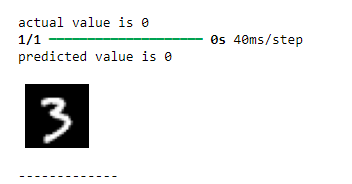 actual value is 0
1/1 ━━━━━━━━━━━━━━━━━━━━ 0s 40ms/step
predicted value is 0
3
-------------